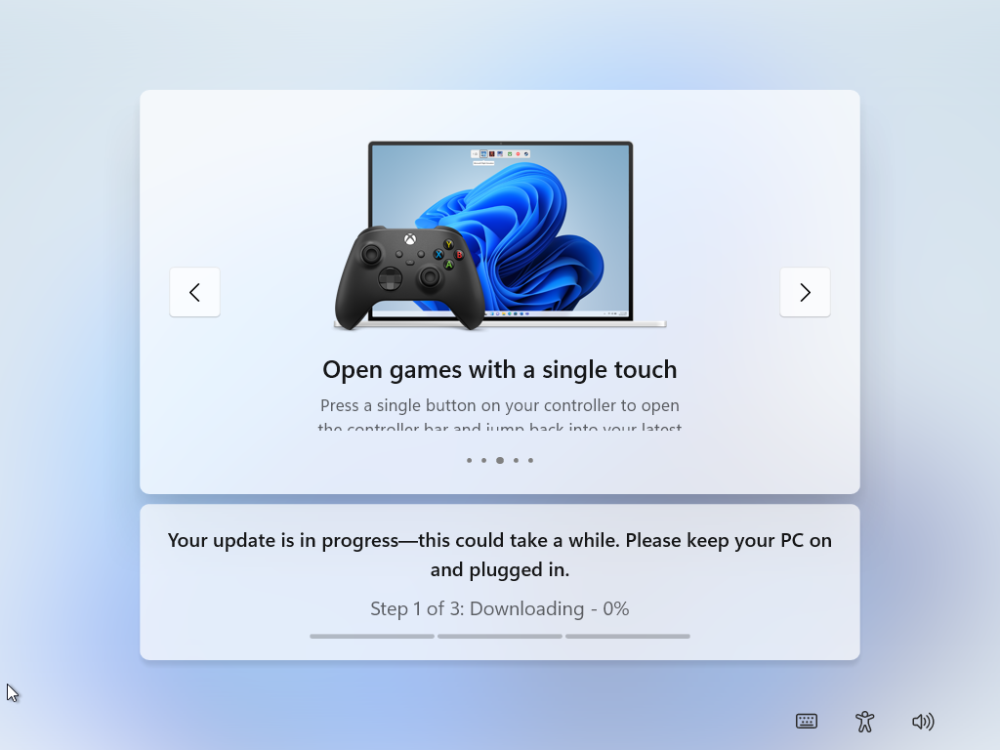 Y
X
B
A
Open games with a single touch
Press a single button on your controller to open
the controller bar and jump back into your latest
Your update is in progress—this could take a while. Please keep your PC on
and plugged in.
Step 1 of 3: Downloading - 0%